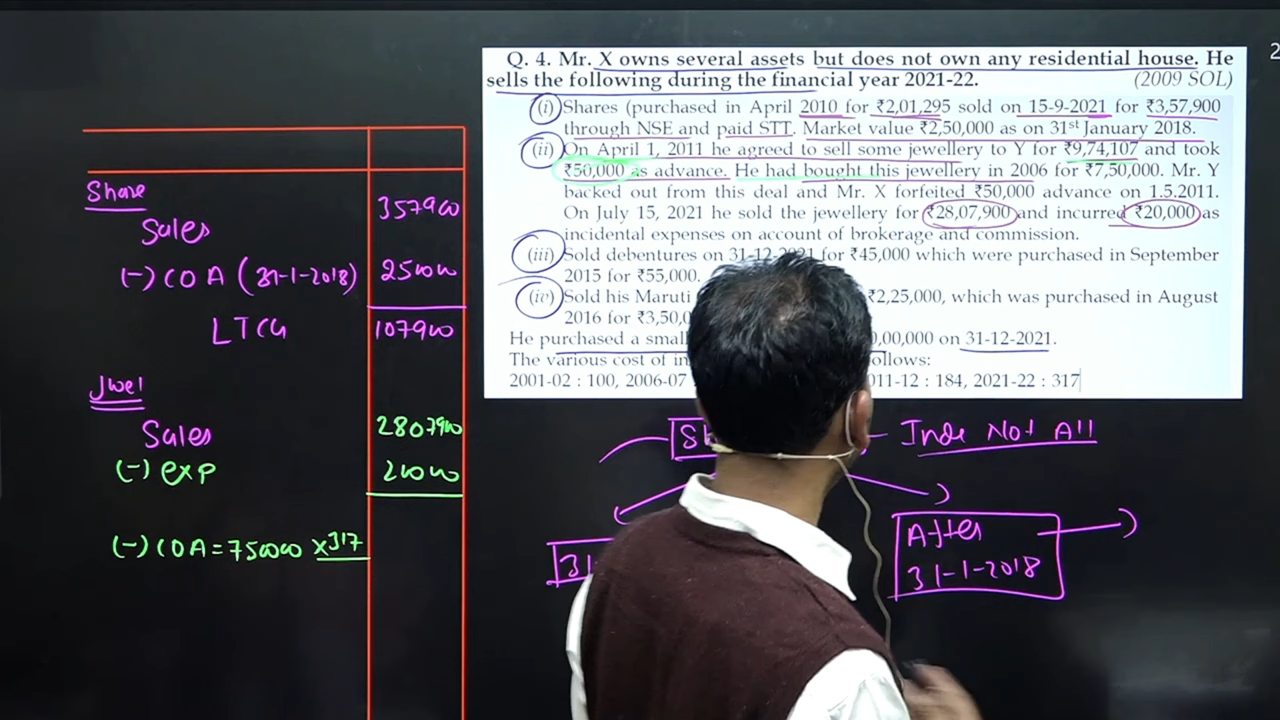 2
Q. 4. Mr. X owns several assets but does not own any residential house. He
sells the following during the financial year 2021-22. (2009 SOL)
(i) Shares (purchased in April 2010 for ₹2,01,295 sold on 15-9-2021 for ₹3,57,900
through NSE and paid STT. Market value ₹2,50,000 as on 31st January 2018.
(ii) On April 1, 2011 he agreed to sell some jewellery to Y for ₹9,74,107 and took
₹50,000 as advance. He had bought this jewellery in 2006 for ₹7,50,000. Mr. Y
backed out from this deal and Mr. X forfeited ₹50,000 advance on 1.5.2011.
On July 15, 2021 he sold the jewellery for ₹28,07,900 and incurred ₹20,000 as
incidental expenses on account of brokerage and commission.
(iii) Sold debentures on 31-12-2021 for ₹45,000 which were purchased in September
2015 for ₹55,000.
(iv) Sold his Maruti ₹2,25,000, which was purchased in August
2016 for
He purchased a small on 31-12-2021.
The various cost of
2001-02 : 100, 2006-07 : 184, 2021-22 : 317
Share
Sales 357900
(-) COA (31-1-2018) 250000
LTCG 107900
Jwel
Sales 2807900
(-) exp 20000
(-) COA = 750000 × 317
Inde Not All
After
31-1-2018